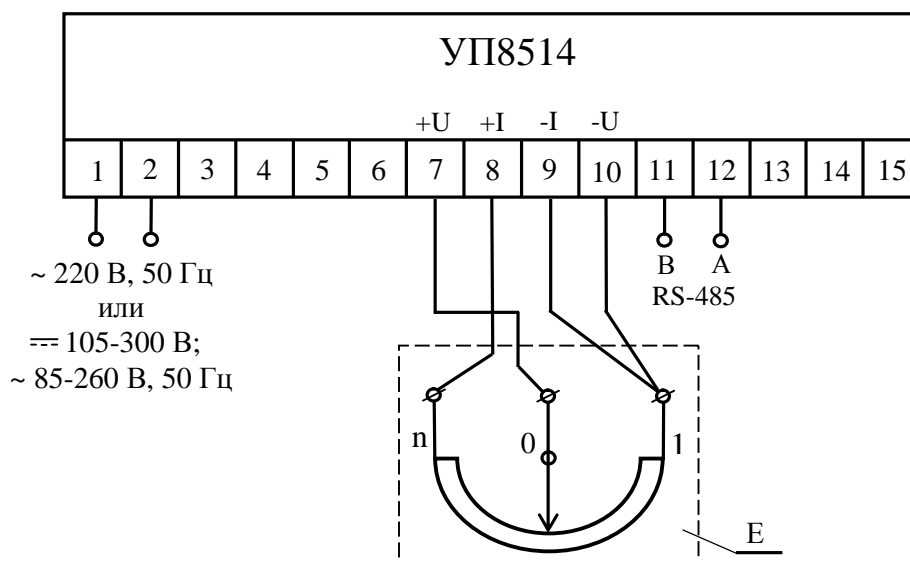 УП8514
+U +I -I -U
1 2 3 4 5 6 7 8 9 10 11 12 13 14 15
~ 220 В, 50 Гц
или
⎓ 105-300 В;
~ 85-260 В, 50 Гц
B A
RS-485
n 0 1
E